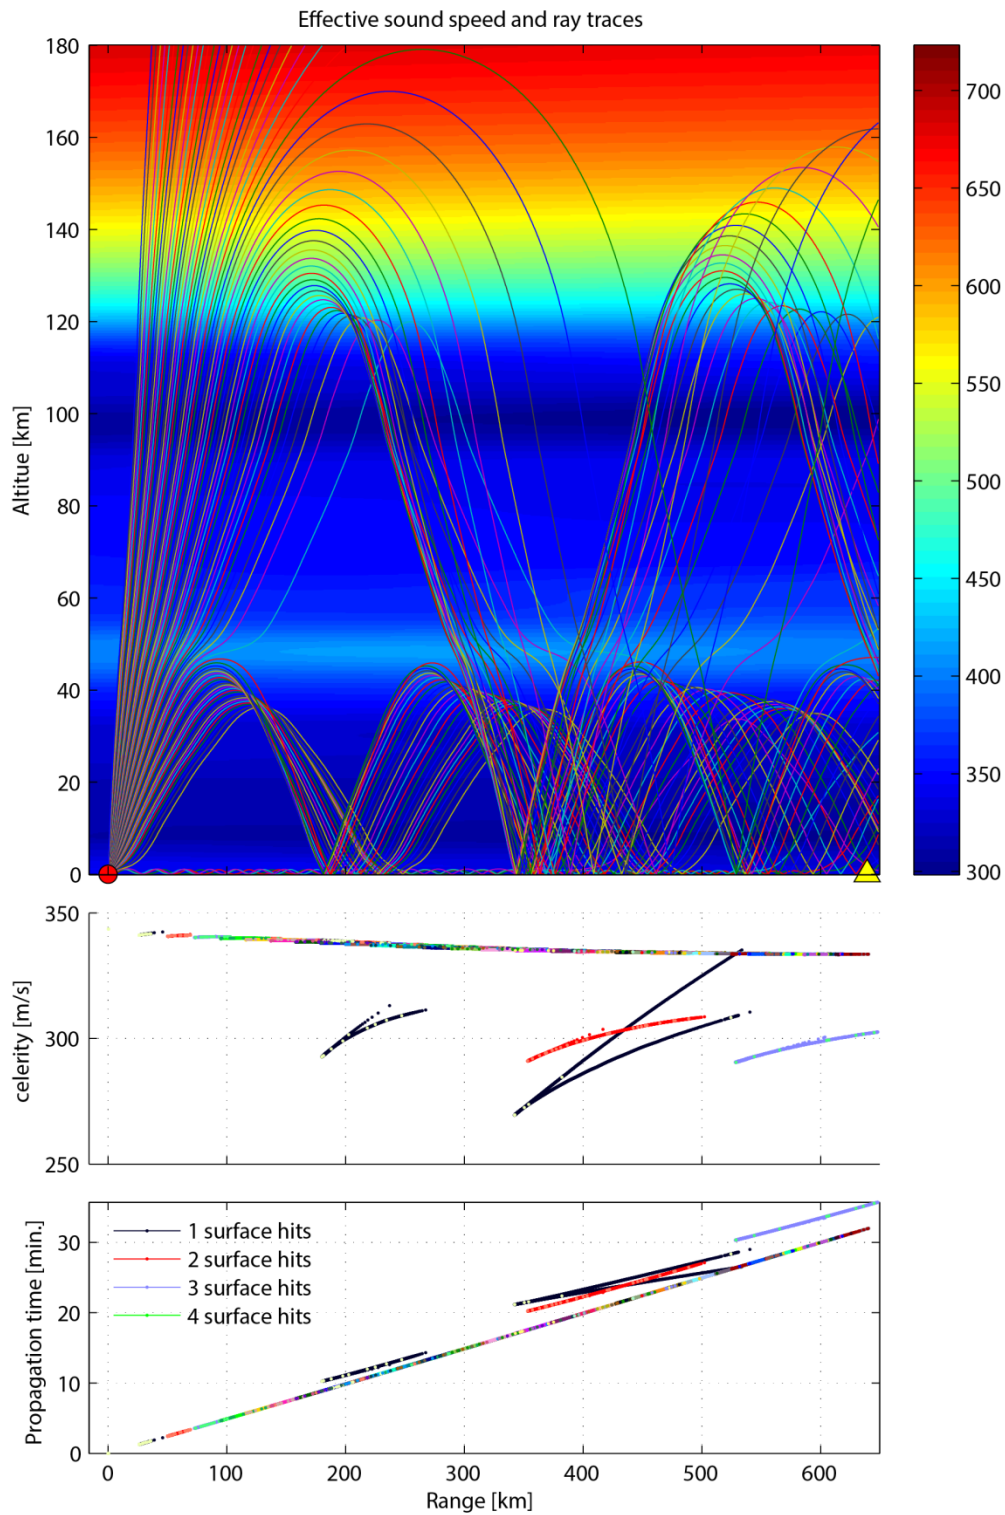 Effective sound speed and ray traces
Altitue [km]
180
160
140
120
100
80
60
40
20
0
700
650
600
550
500
450
400
350
300
celerity [m/s]
350
300
250
Propagation time [min.]
30
20
10
0
1 surface hits
2 surface hits
3 surface hits
4 surface hits
0 100 200 300 400 500 600
Range [km]